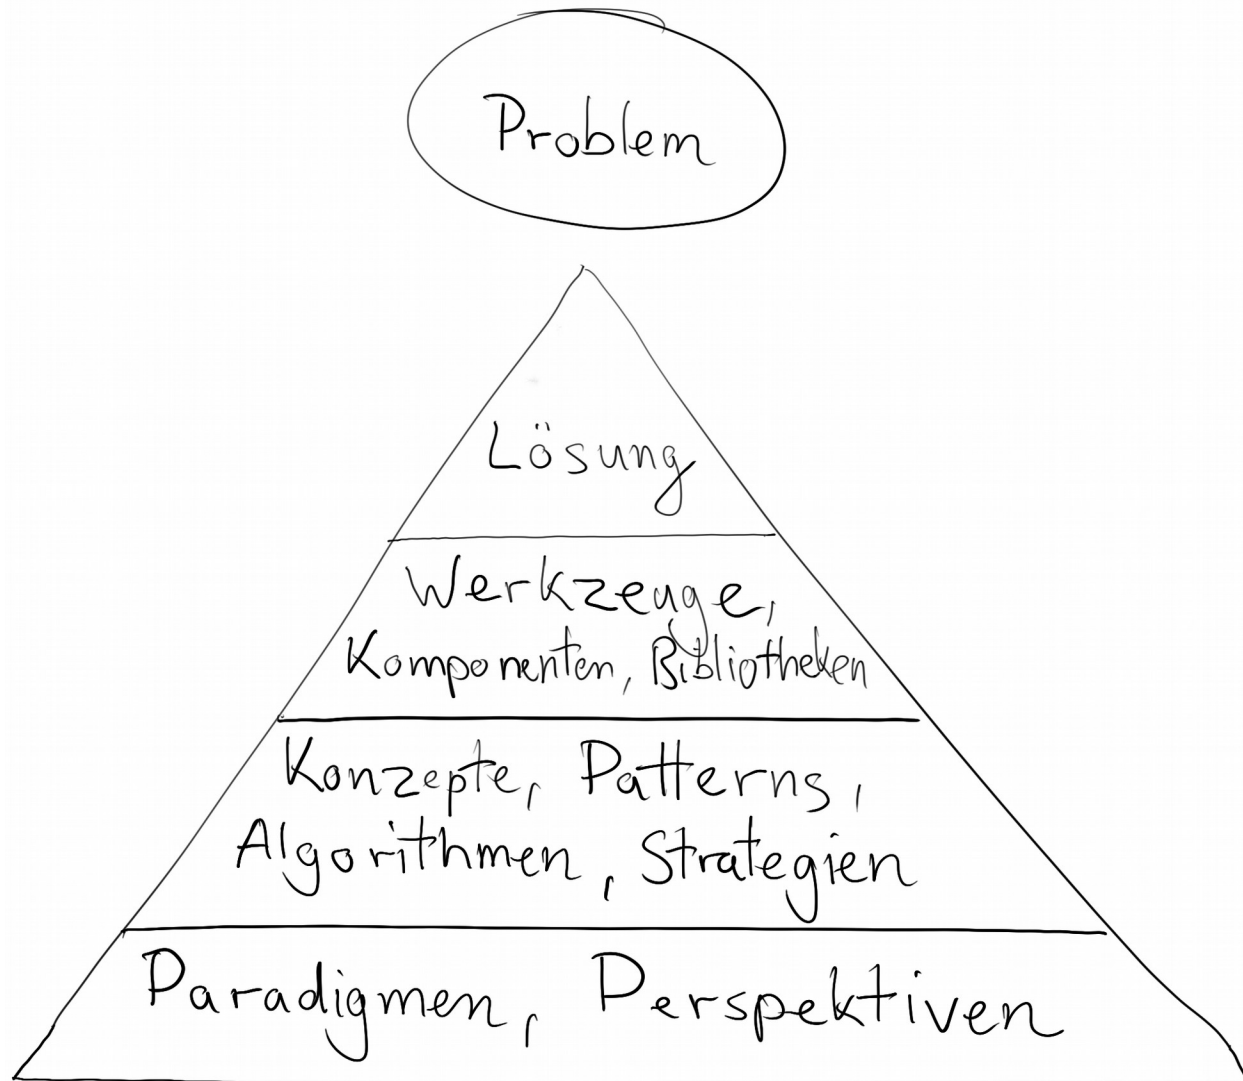 Problem
Lösung
Werkzeuge,
Komponenten, Bibliotheken
Konzepte, Patterns,
Algorithmen, Strategien
Paradigmen, Perspektiven